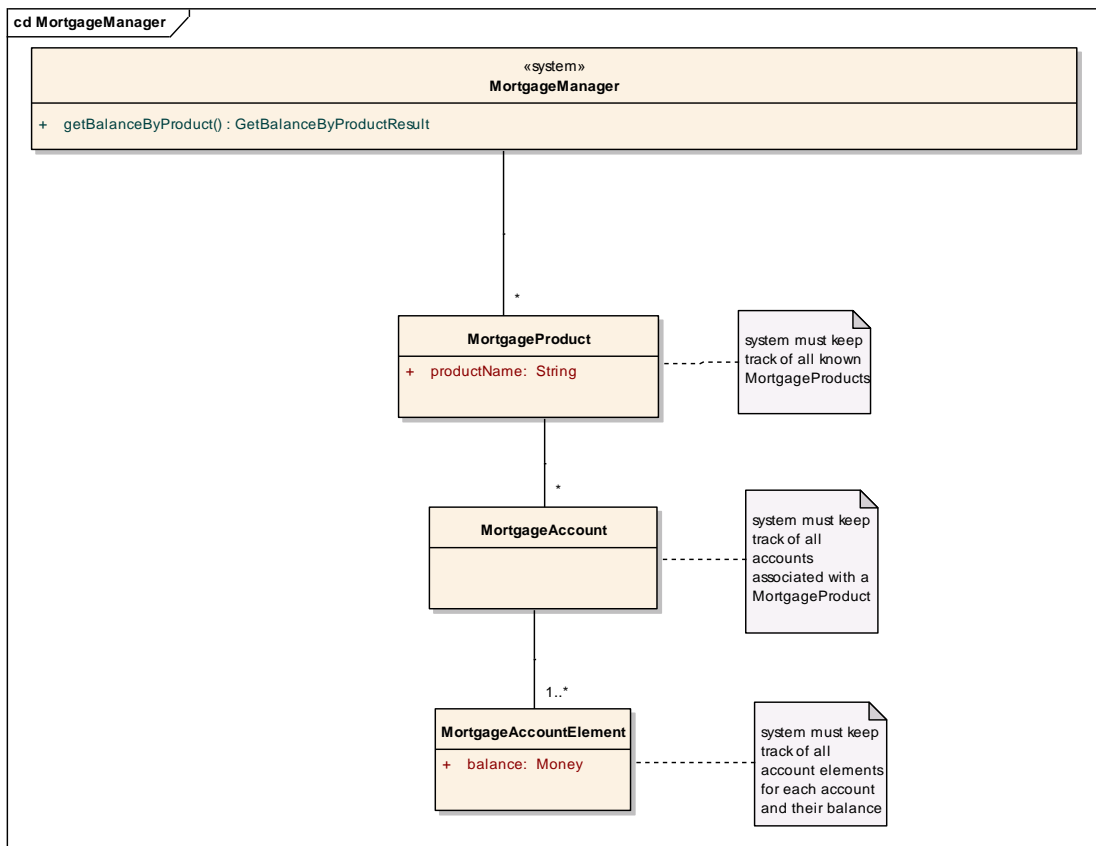 cd MortgageManager
«system»
MortgageManager
+ getBalanceByProduct() : GetBalanceByProductResult
*
MortgageProduct
+ productName: String
system must keep
track of all known
MortgageProducts
*
MortgageAccount
system must keep
track of all
accounts
associated with a
MortgageProduct
1..*
MortgageAccountElement
+ balance: Money
system must keep
track of all
account elements
for each account
and their balance